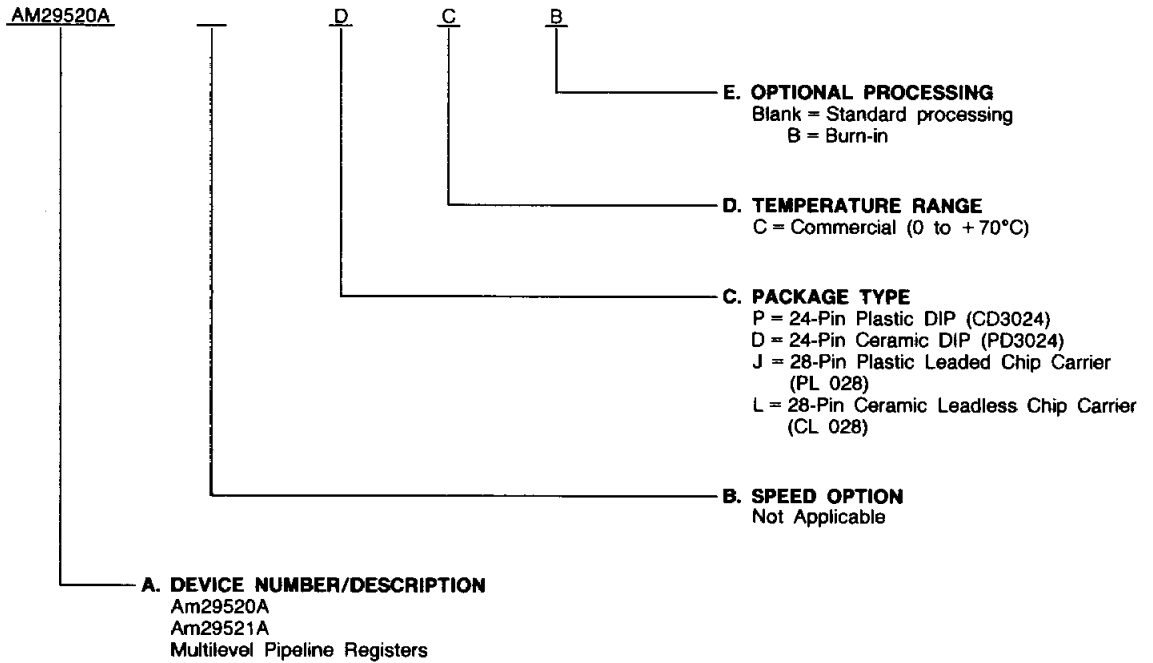 AM29520A D C B
E. OPTIONAL PROCESSING
Blank = Standard processing
B = Burn-in
D. TEMPERATURE RANGE
C = Commercial (0 to +70°C)
C. PACKAGE TYPE
P = 24-Pin Plastic DIP (CD3024)
D = 24-Pin Ceramic DIP (PD3024)
J = 28-Pin Plastic Leaded Chip Carrier
(PL 028)
L = 28-Pin Ceramic Leadless Chip Carrier
(CL 028)
B. SPEED OPTION
Not Applicable
A. DEVICE NUMBER/DESCRIPTION
Am29520A
Am29521A
Multilevel Pipeline Registers